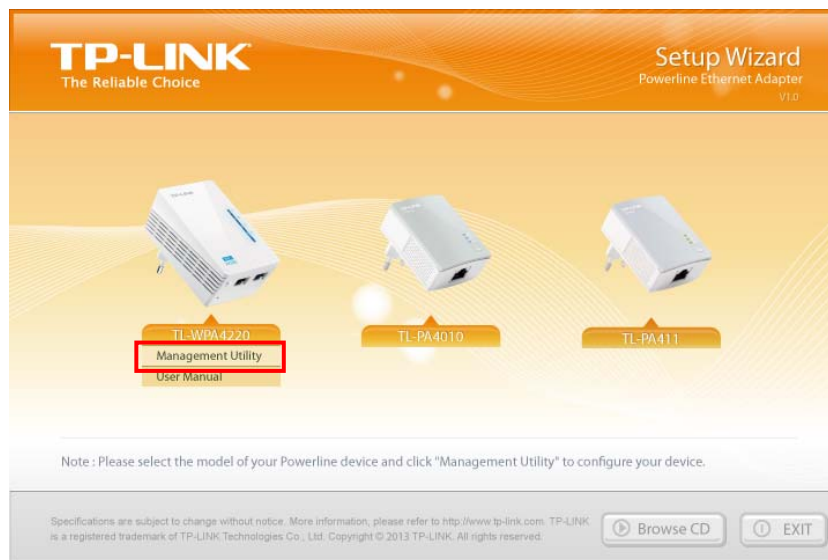 TP-LINK
The Reliable Choice
Setup Wizard
Powerline Ethernet Adapter
V1.0
TL-WPA4220
TL-PA4010
TL-PA411
Management Utility
User Manual
Note : Please select the model of your Powerline device and click "Management Utility" to configure your device.
Specifications are subject to change without notice. More information, please refer to http://www.tp-link.com. TP-LINK
is a registered trademark of TP-LINK Technologies Co., Ltd. Copyright © 2013 TP-LINK. All rights reserved.
Browse CD
EXIT